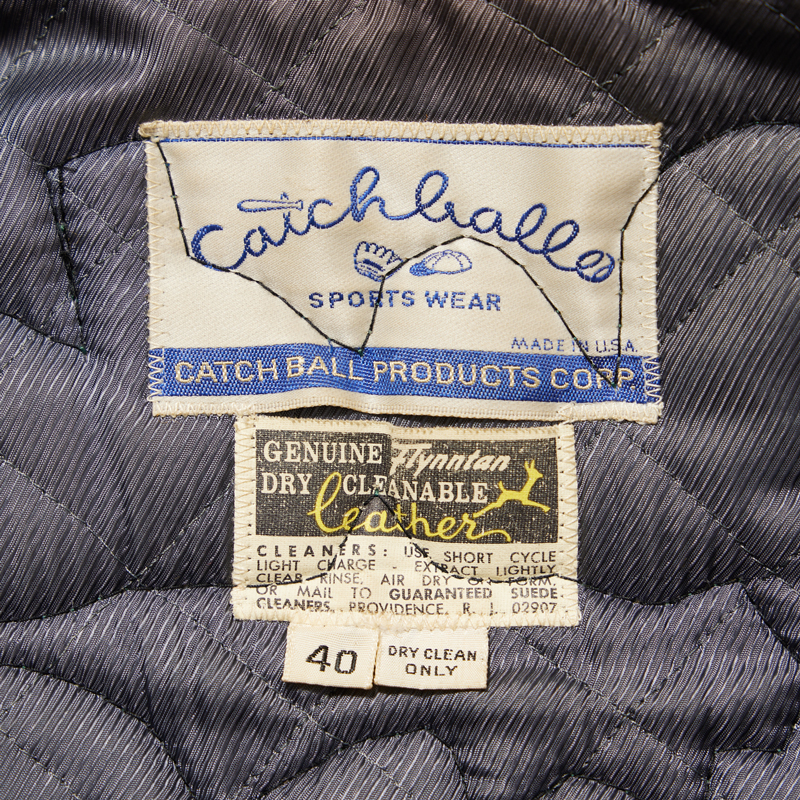 Catchball
SPORTS WEAR
MADE IN U.S.A.
CATCH BALL PRODUCTS CORP.
GENUINE Flynntan
DRY CLEANABLE
leather
CLEANERS: USE SHORT CYCLE
LIGHT CHARGE - EXTRACT LIGHTLY
CLEAR RINSE, AIR DRY ON FORM.
OR MAIL TO GUARANTEED SUEDE
CLEANERS, PROVIDENCE, R. I. 02907
40
DRY CLEAN
ONLY